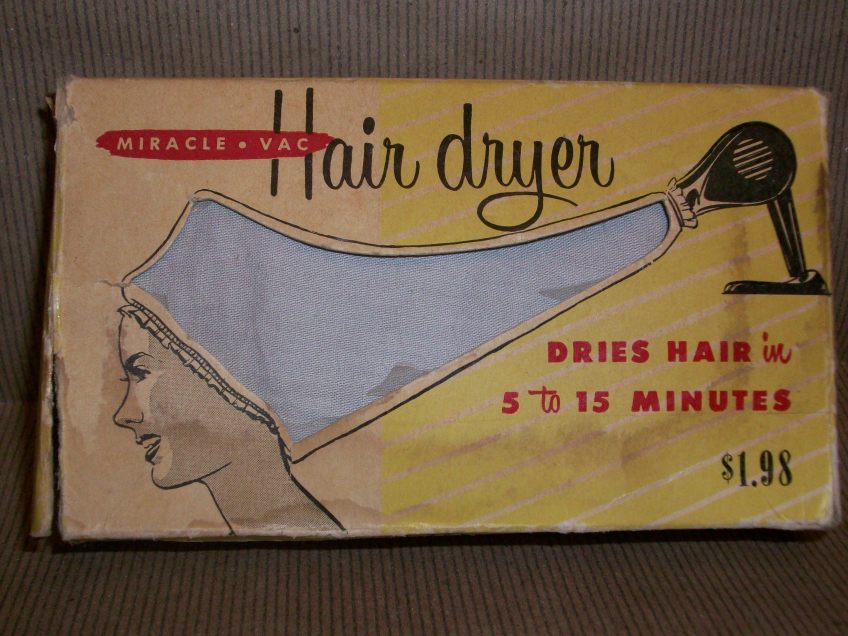 MIRACLE • VAC
Hair dryer
DRIES HAIR in
5 to 15 MINUTES
$1.98